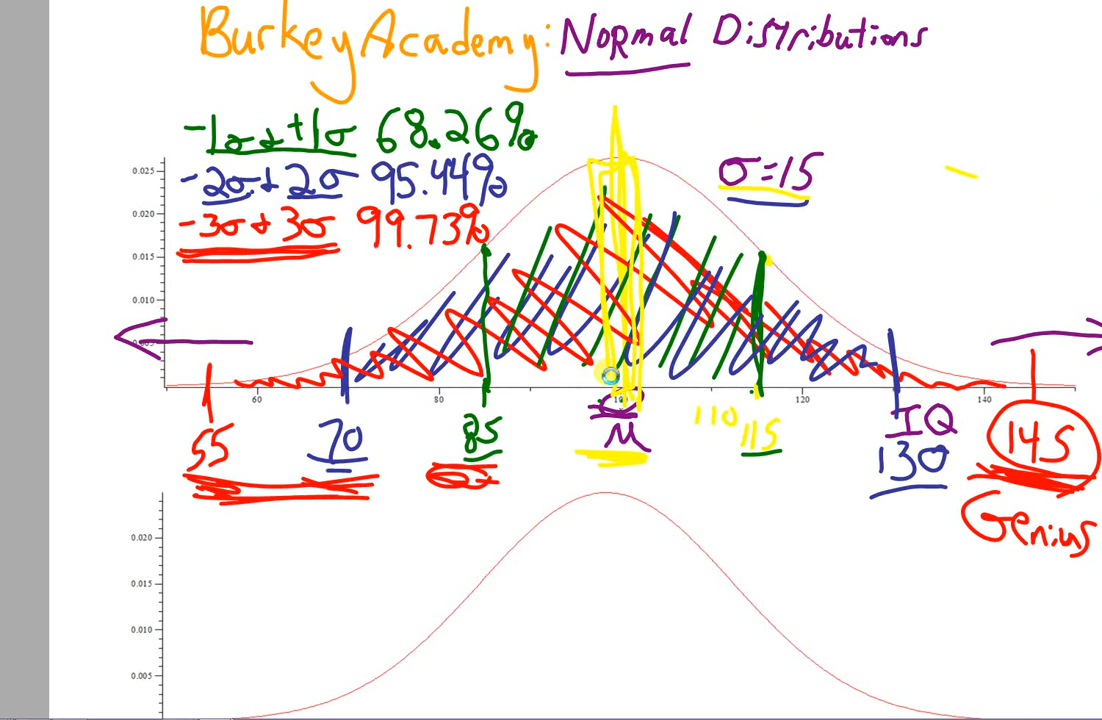 Burkey Academy: Normal Distributions
-1σ±+1σ 68.26%
-2σ+2σ 95.44%
-3σ+3σ 99.73%
σ=15
0.025
0.020
0.015
0.010
60 80 100 120 140
55 70 85 μ 110 115 IQ 130 145
Genius
0.020
0.015
0.010
0.005